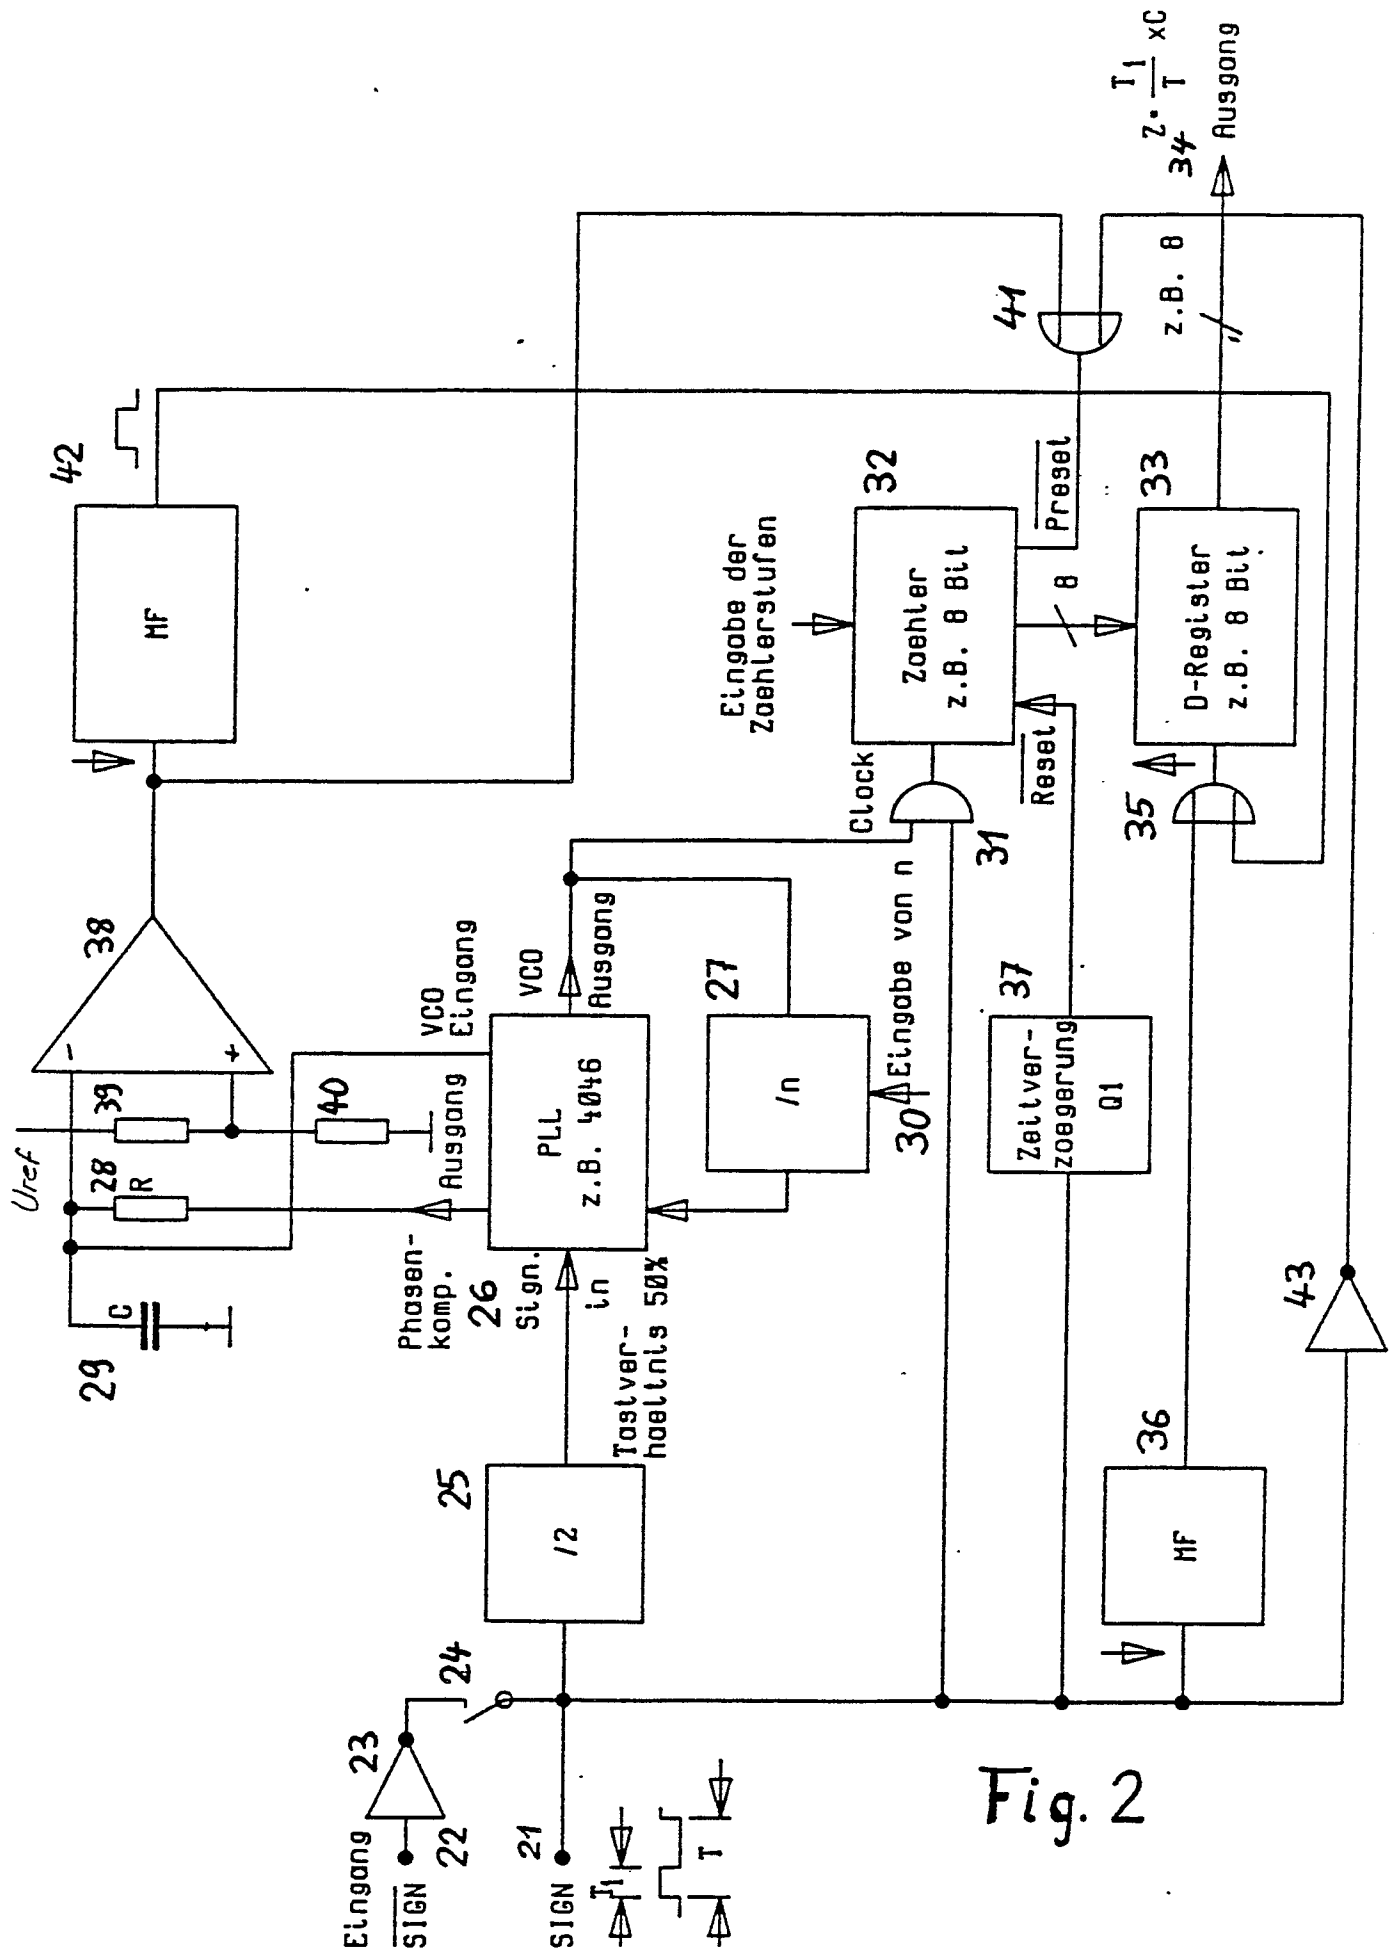 Eingang
SIGN
22
23
24
21
SIGN
T1
T
25
/2
Tastver-
haeltnis 50%
29
C
28
R
Uref
39
40
38
-
+
Phasen-
komp.
Ausgang
VCO
Eingang
26
Sign.
in
PLL
z.B. 4046
VCO
Ausgang
27
/n
30
Eingabe von n
42
MF
Eingabe der
Zaehlerstufen
Clock
31
32
Zaehler
z.B. 8 Bit
Preset
Reset
8
41
37
Zeitver-
zoegerung
Q1
35
33
D-Register
z.B. 8 Bit
z.B. 8
34
Z = T1/T xC
Ausgang
36
MF
43
Fig. 2